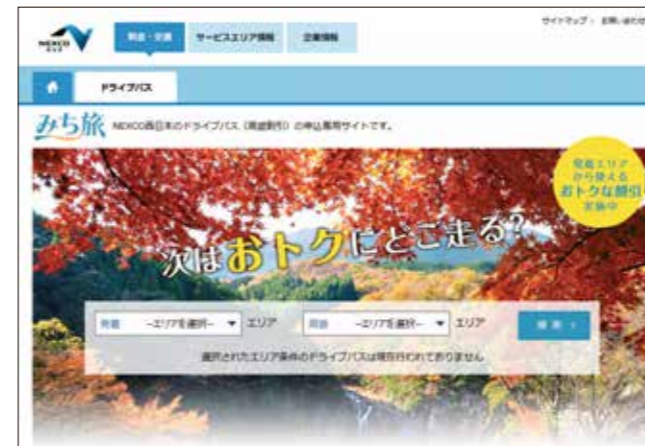 サイトマップ
NEXCO
西日本
サービスエリア情報
企業情報
ドライブパス
みち旅
NEXCO西日本のドライブパス（周遊割引）の申込専用サイトです。
発着エリア
から使える
おトクな割引
実施中
次はおトクにどこ走る?
発着 -エリアを選択- ▼ エリア
周遊 -エリアを選択- ▼ エリア
検索 ›
選択されたエリア条件のドライブパスは現在行われておりません